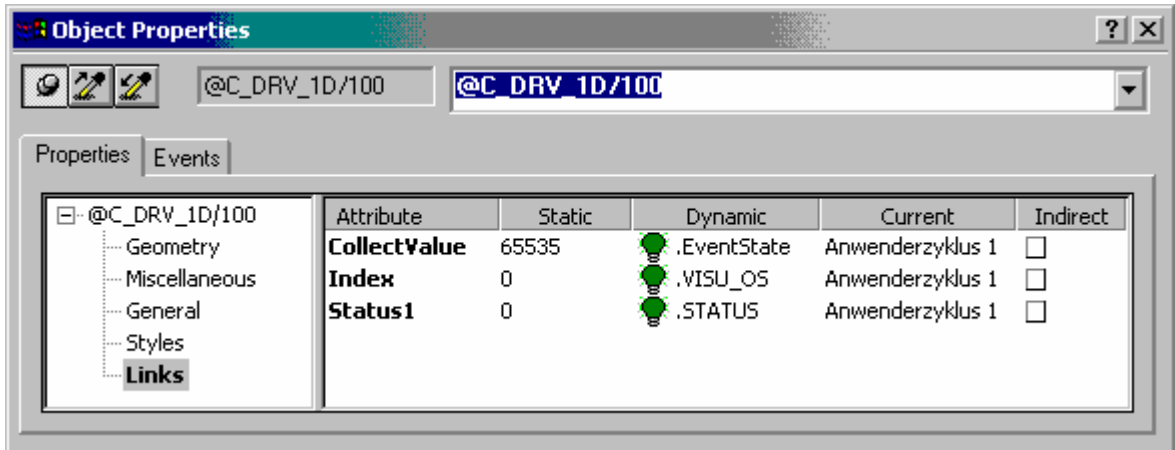 Object Properties
@C_DRV_1D/100 @C_DRV_1D/100
Properties Events
@C_DRV_1D/100
Geometry
Miscellaneous
General
Styles
Links
Attribute Static Dynamic Current Indirect
CollectValue 65535 .EventState Anwenderzyklus 1
Index 0 .VISU_OS Anwenderzyklus 1
Status1 0 .STATUS Anwenderzyklus 1